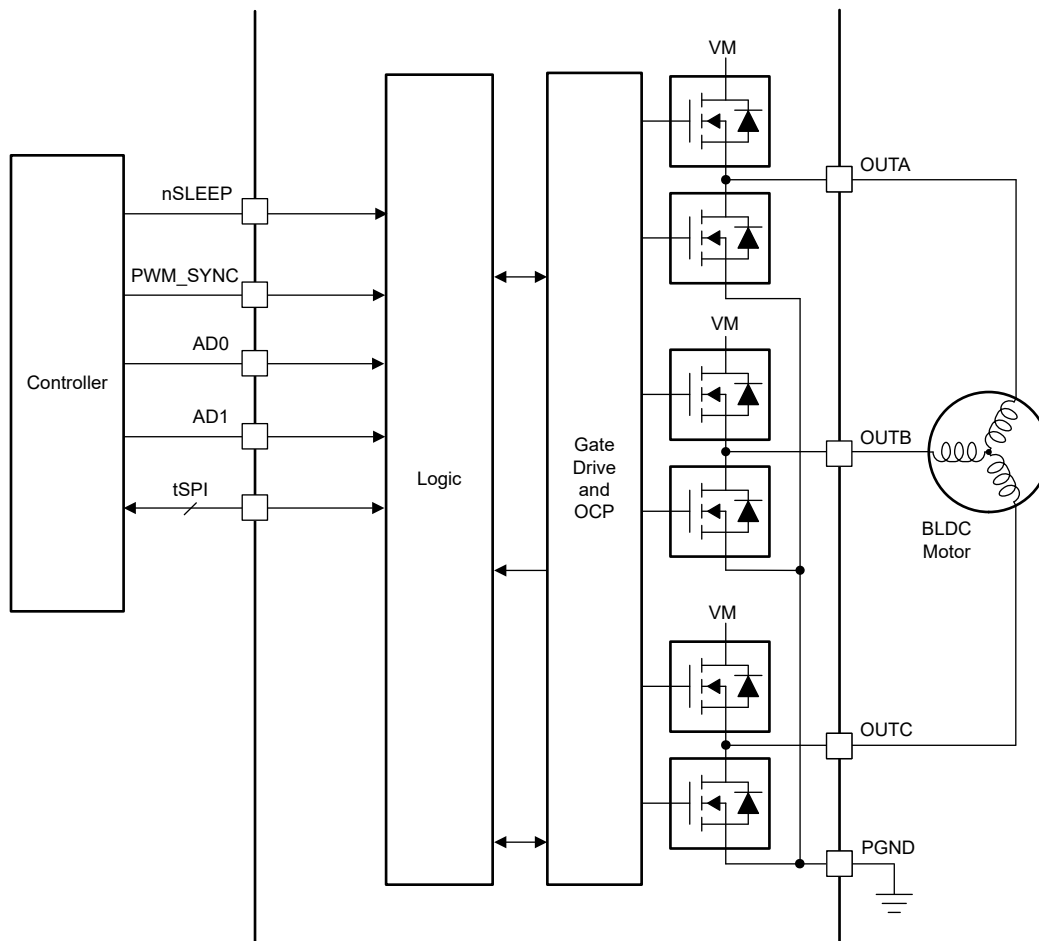 VM
OUTA
nSLEEP
PWM_SYNC
AD0
Controller
AD1
tSPI
Logic
Gate
Drive
and
OCP
VM
OUTB
BLDC
Motor
VM
OUTC
PGND